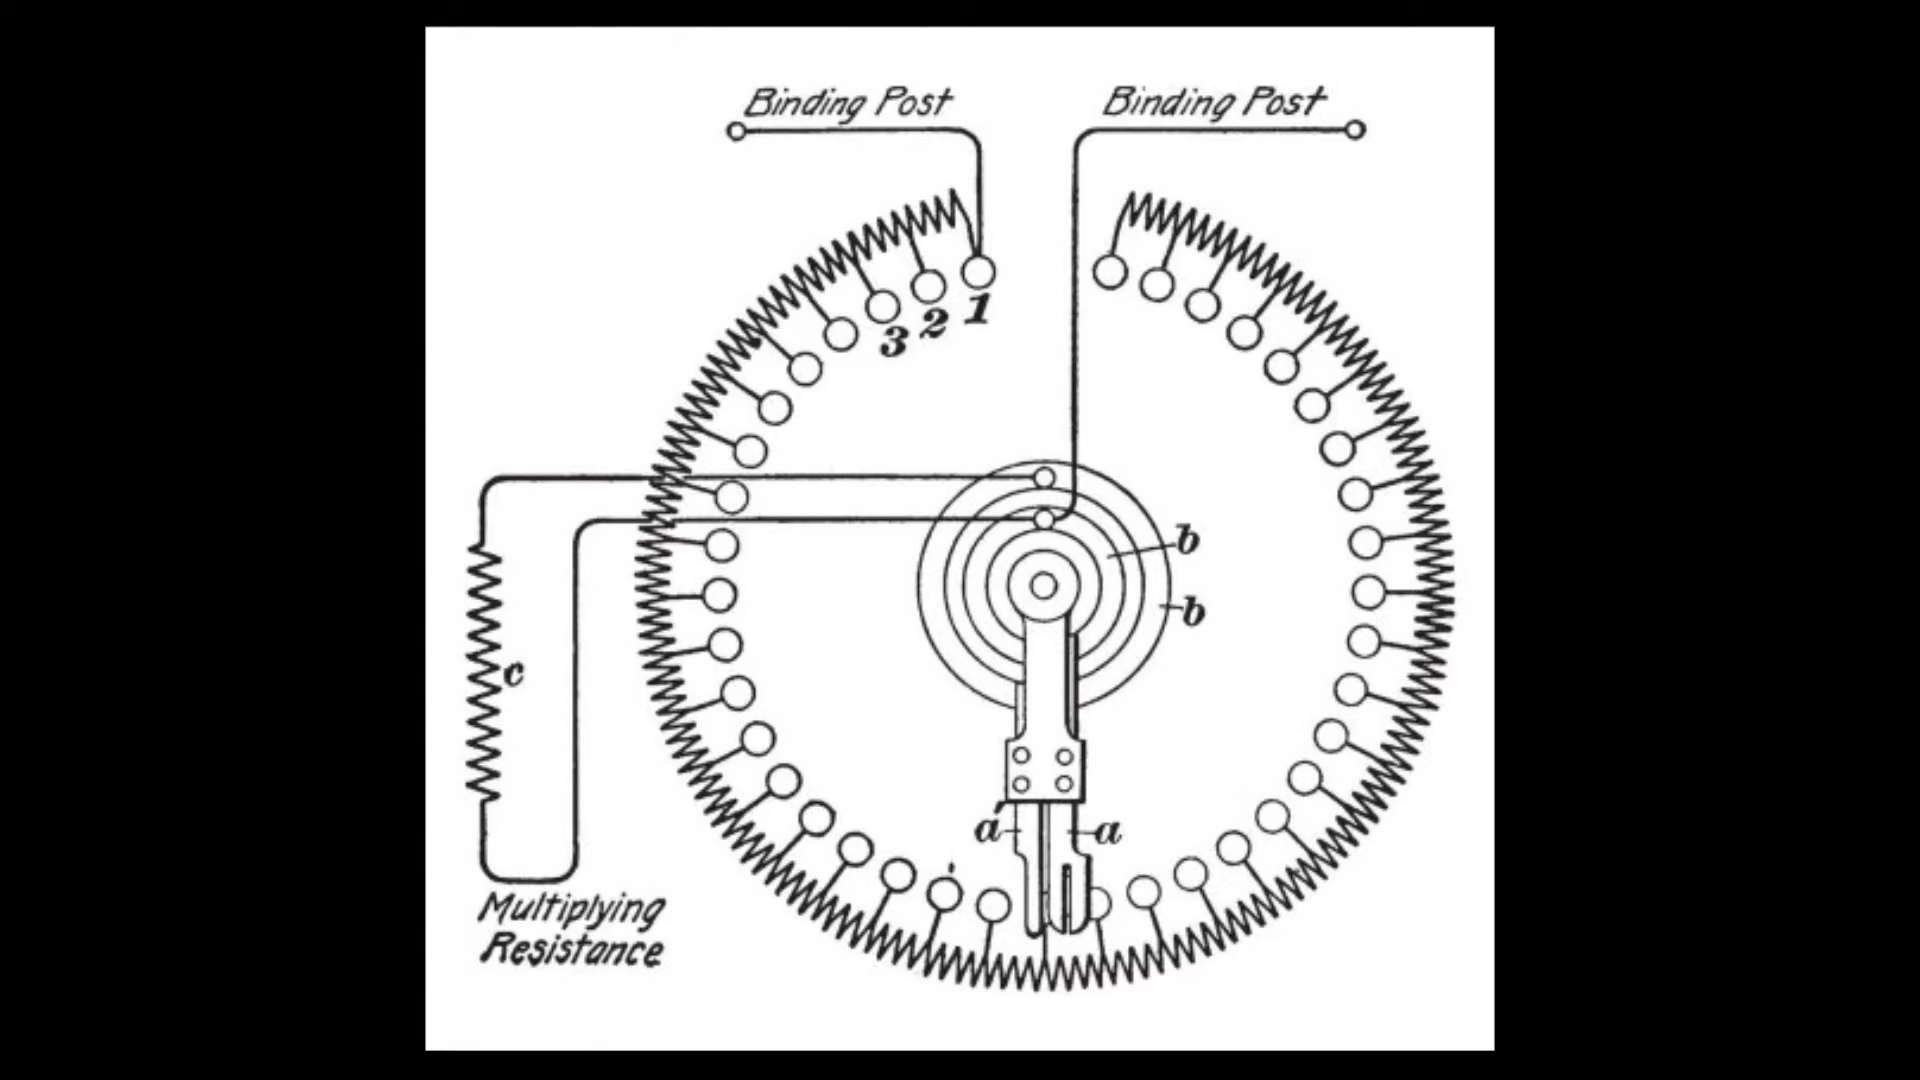 Binding Post
Binding Post
3 2 1
b
b
c
a' a
Multiplying
Resistance